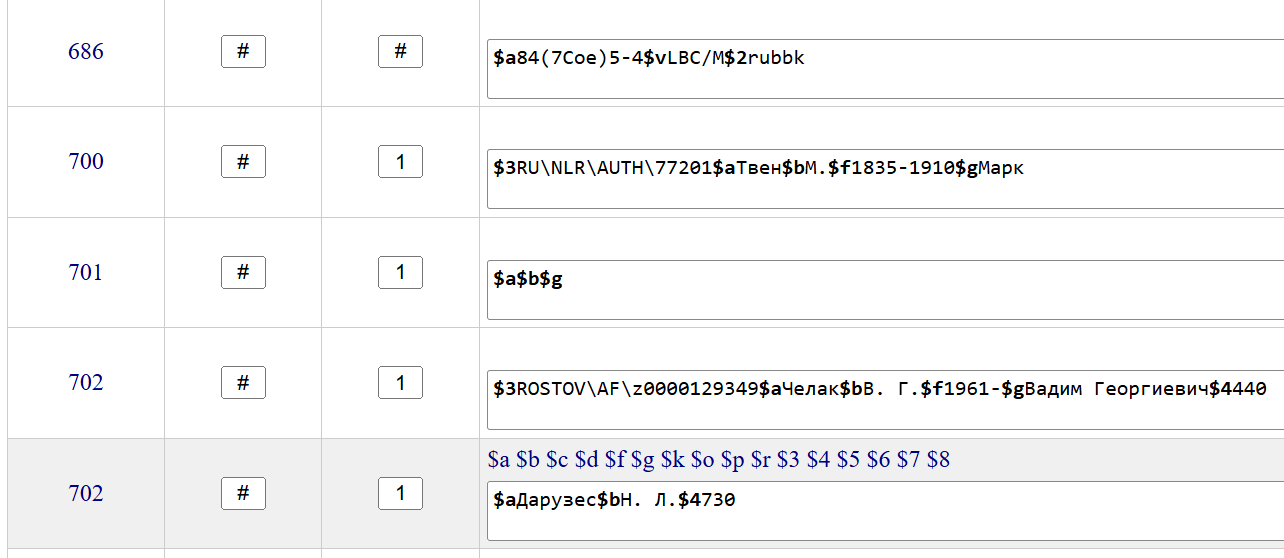 686 # # $a84(7Сое)5-4$vLBC/M$2rubbk
700 # 1 $3RU\NLR\AUTH\77201$aТвен$bМ.$f1835-1910$gМарк
701 # 1 $a$b$g
702 # 1 $3ROSTOV\AF\z0000129349$aЧелак$bВ. Г.$f1961-$gВадим Георгиевич$4440
$a $b $c $d $f $g $k $o $p $r $3 $4 $5 $6 $7 $8
702 # 1 $aДарузес$bН. Л.$4730